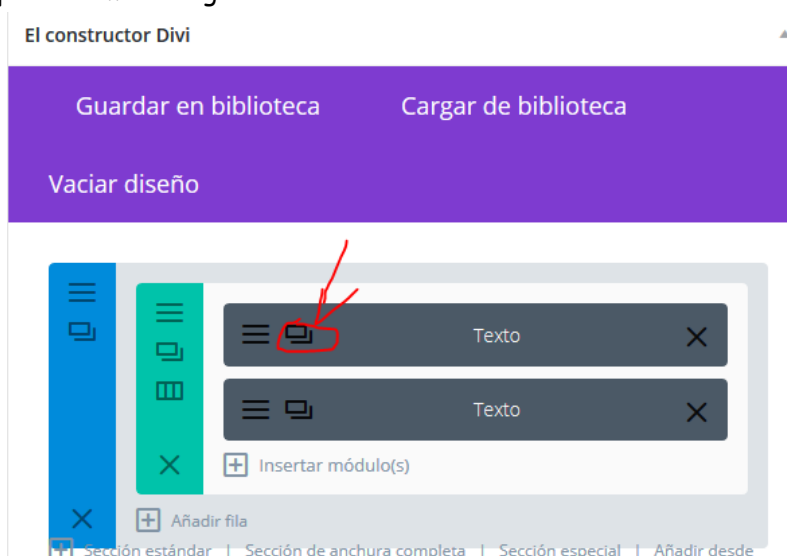 El constructor Divi
Guardar en biblioteca Cargar de biblioteca
Vaciar diseño
Texto
Texto
Insertar módulo(s)
Añadir fila
Sección estándar | Sección de anchura completa | Sección especial | Añadir desde